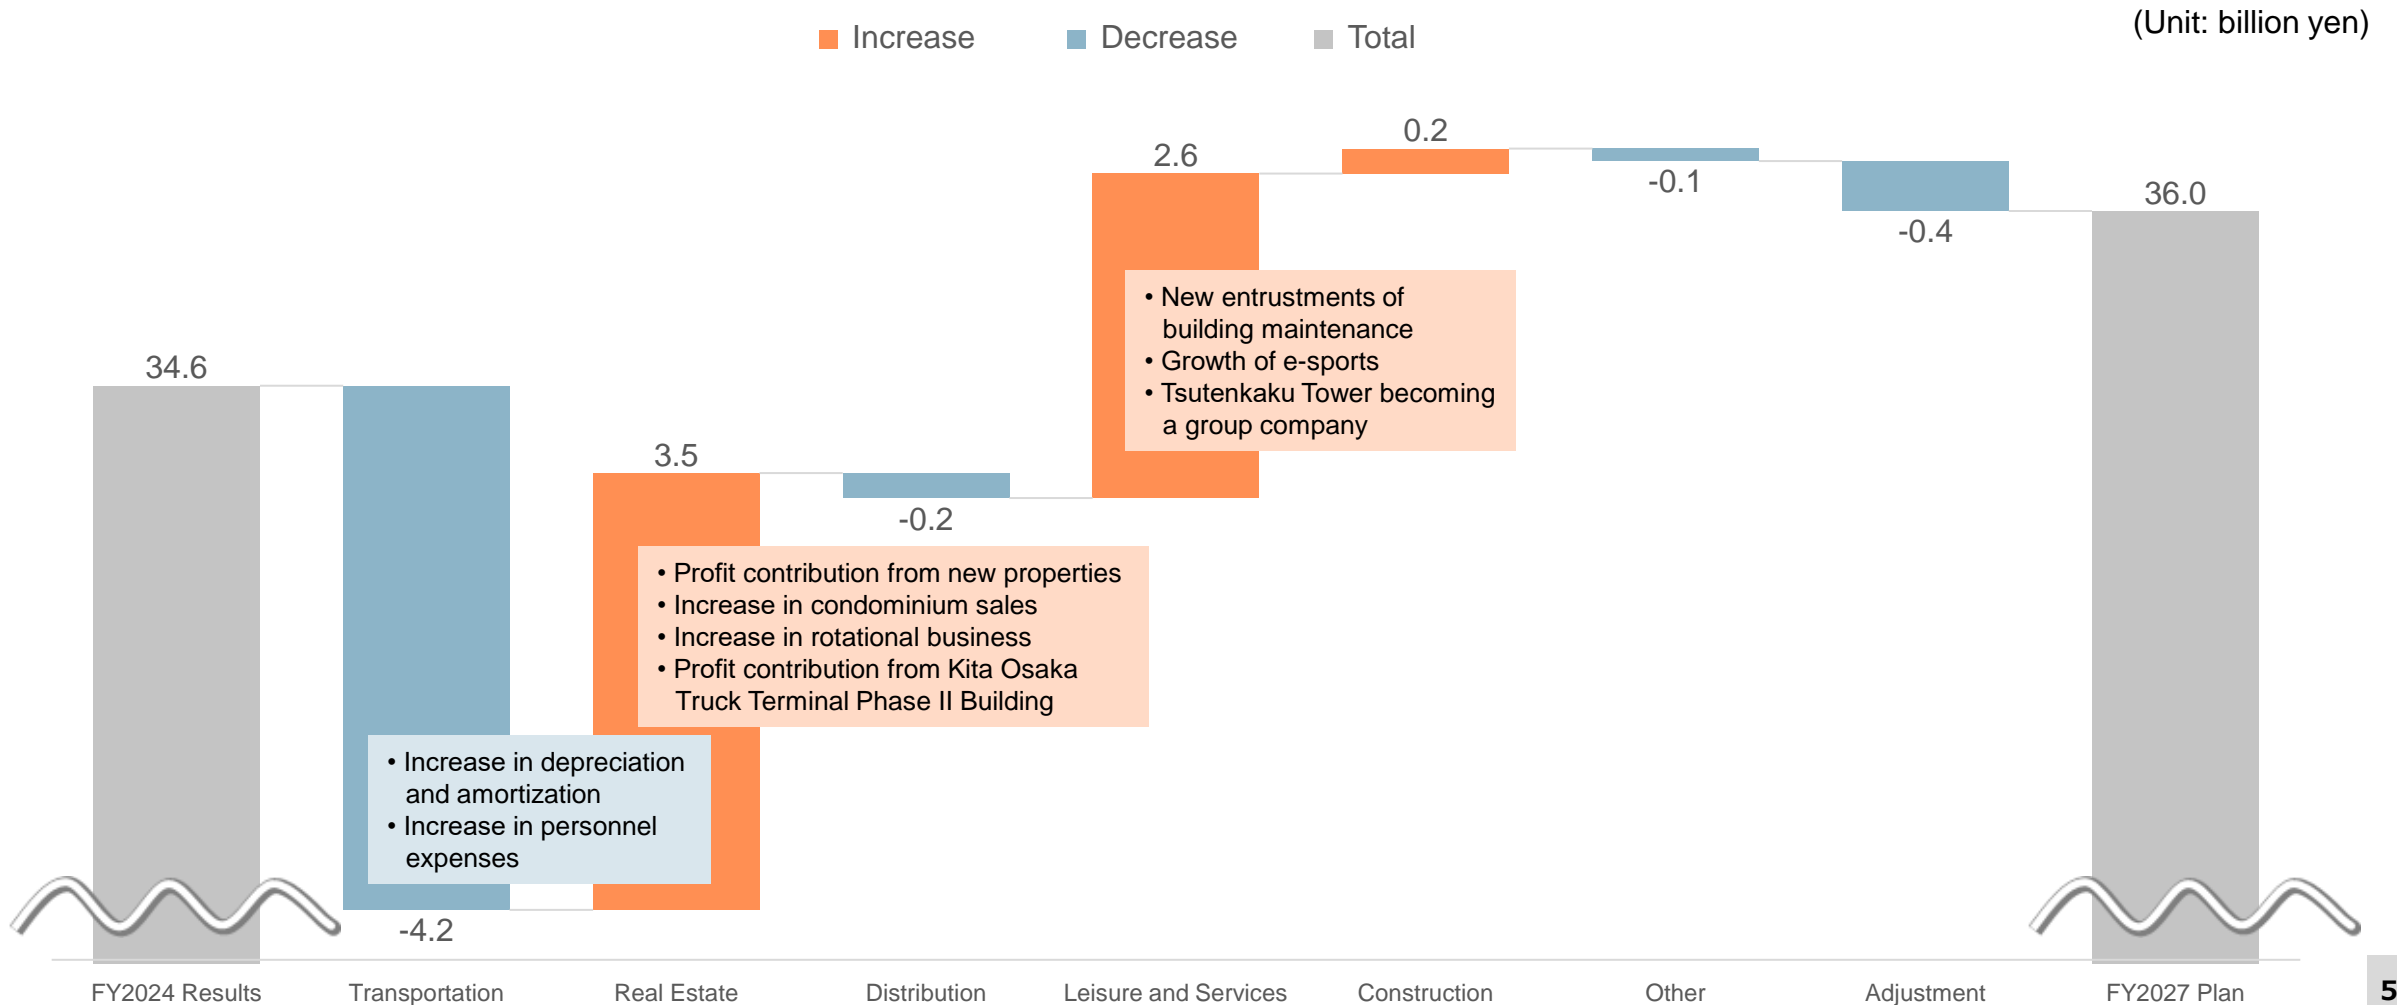 (Unit: billion yen)
Increase
Decrease
Total
34.6
-4.2
3.5
-0.2
2.6
0.2
-0.1
-0.4
36.0
• New entrustments of
building maintenance
• Growth of e-sports
• Tsutenkaku Tower becoming
a group company
• Profit contribution from new properties
• Increase in condominium sales
• Increase in rotational business
• Profit contribution from Kita Osaka
Truck Terminal Phase II Building
• Increase in depreciation
and amortization
• Increase in personnel
expenses
FY2024 Results
Transportation
Real Estate
Distribution
Leisure and Services
Construction
Other
Adjustment
FY2027 Plan
5